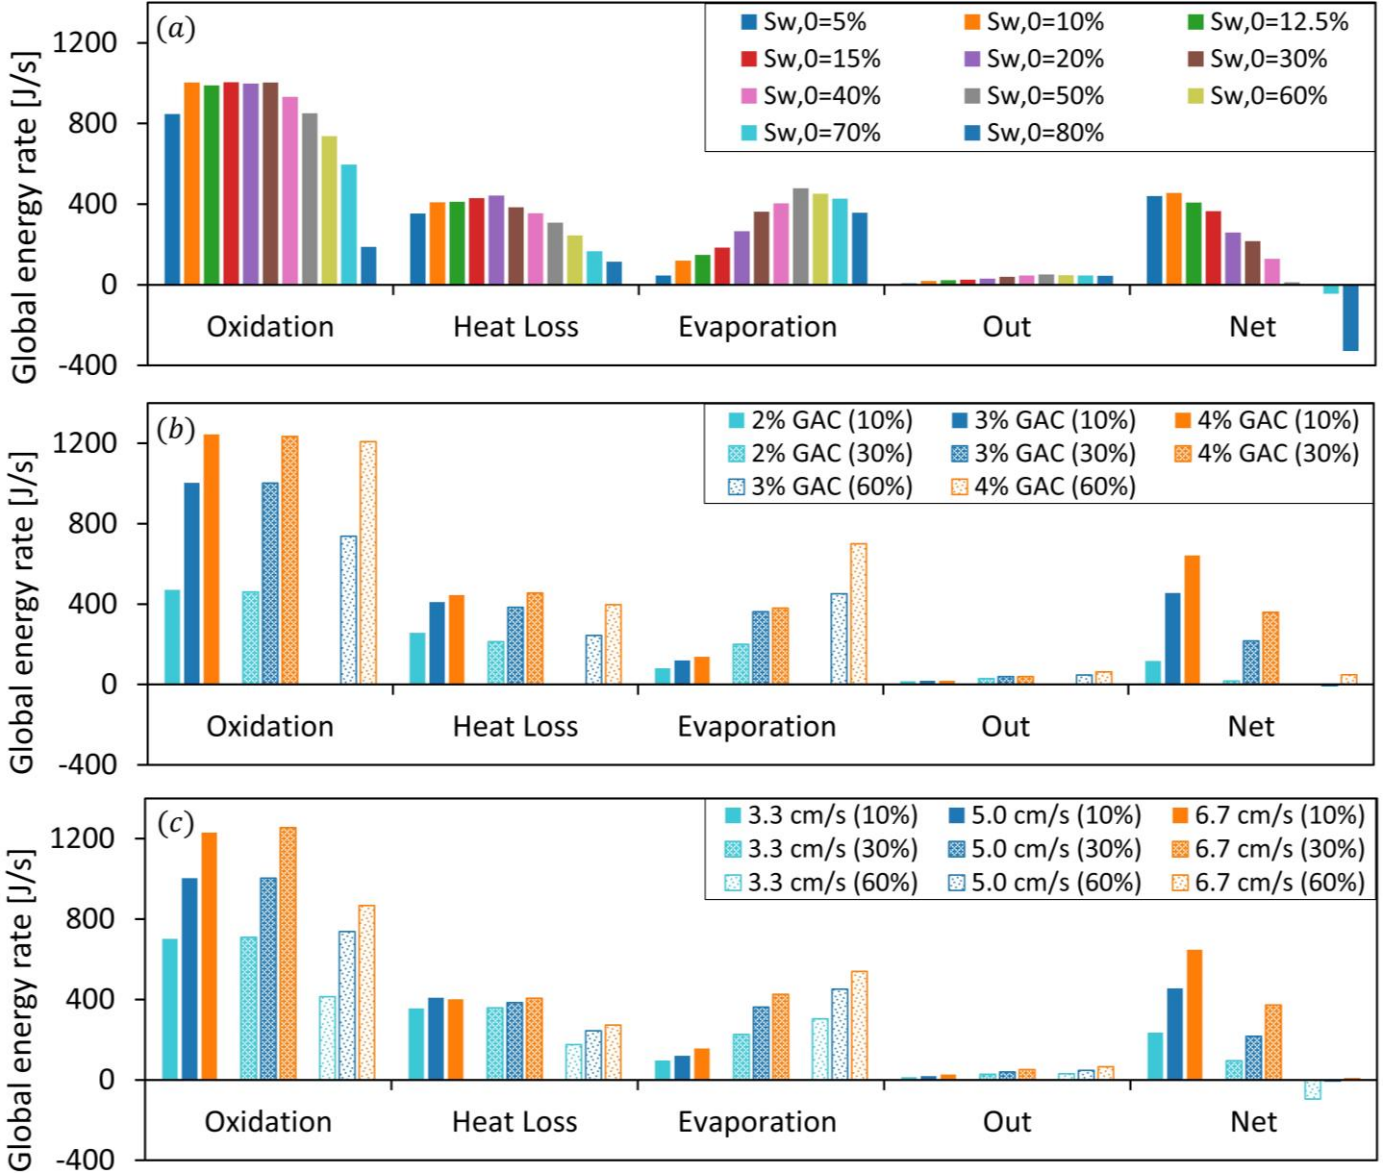 (a)
Sw,0=5% Sw,0=10% Sw,0=12.5%
Sw,0=15% Sw,0=20% Sw,0=30%
Sw,0=40% Sw,0=50% Sw,0=60%
Sw,0=70% Sw,0=80%
Global energy rate [J/s]
1200
800
400
0
-400
Oxidation Heat Loss Evaporation Out Net
(b)
2% GAC (10%) 3% GAC (10%) 4% GAC (10%)
2% GAC (30%) 3% GAC (30%) 4% GAC (30%)
3% GAC (60%) 4% GAC (60%)
Global energy rate [J/s]
1200
800
400
0
-400
Oxidation Heat Loss Evaporation Out Net
(c)
3.3 cm/s (10%) 5.0 cm/s (10%) 6.7 cm/s (10%)
3.3 cm/s (30%) 5.0 cm/s (30%) 6.7 cm/s (30%)
3.3 cm/s (60%) 5.0 cm/s (60%) 6.7 cm/s (60%)
Global energy rate [J/s]
1200
800
400
0
-400
Oxidation Heat Loss Evaporation Out Net